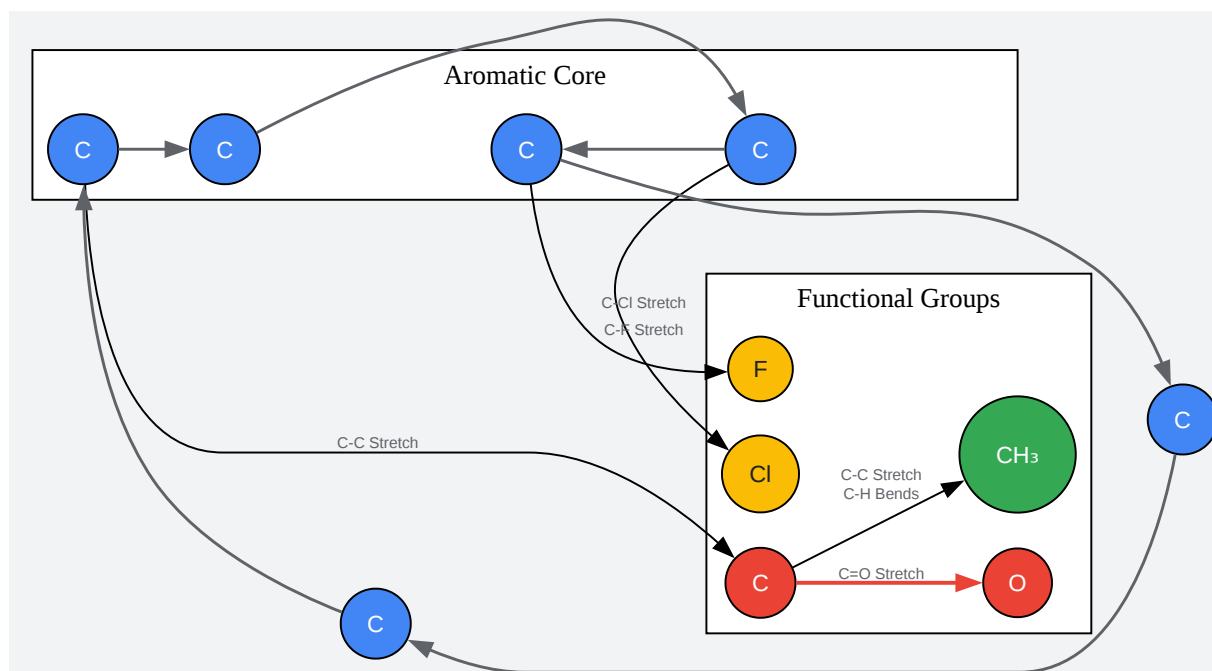 Aromatic Core
C
C
C
C
C-Cl Stretch
C-F Stretch
Functional Groups
F
C
C-C Stretch
Cl
C-C Stretch
C-H Bends
CH₃
C
C=O Stretch
O
C